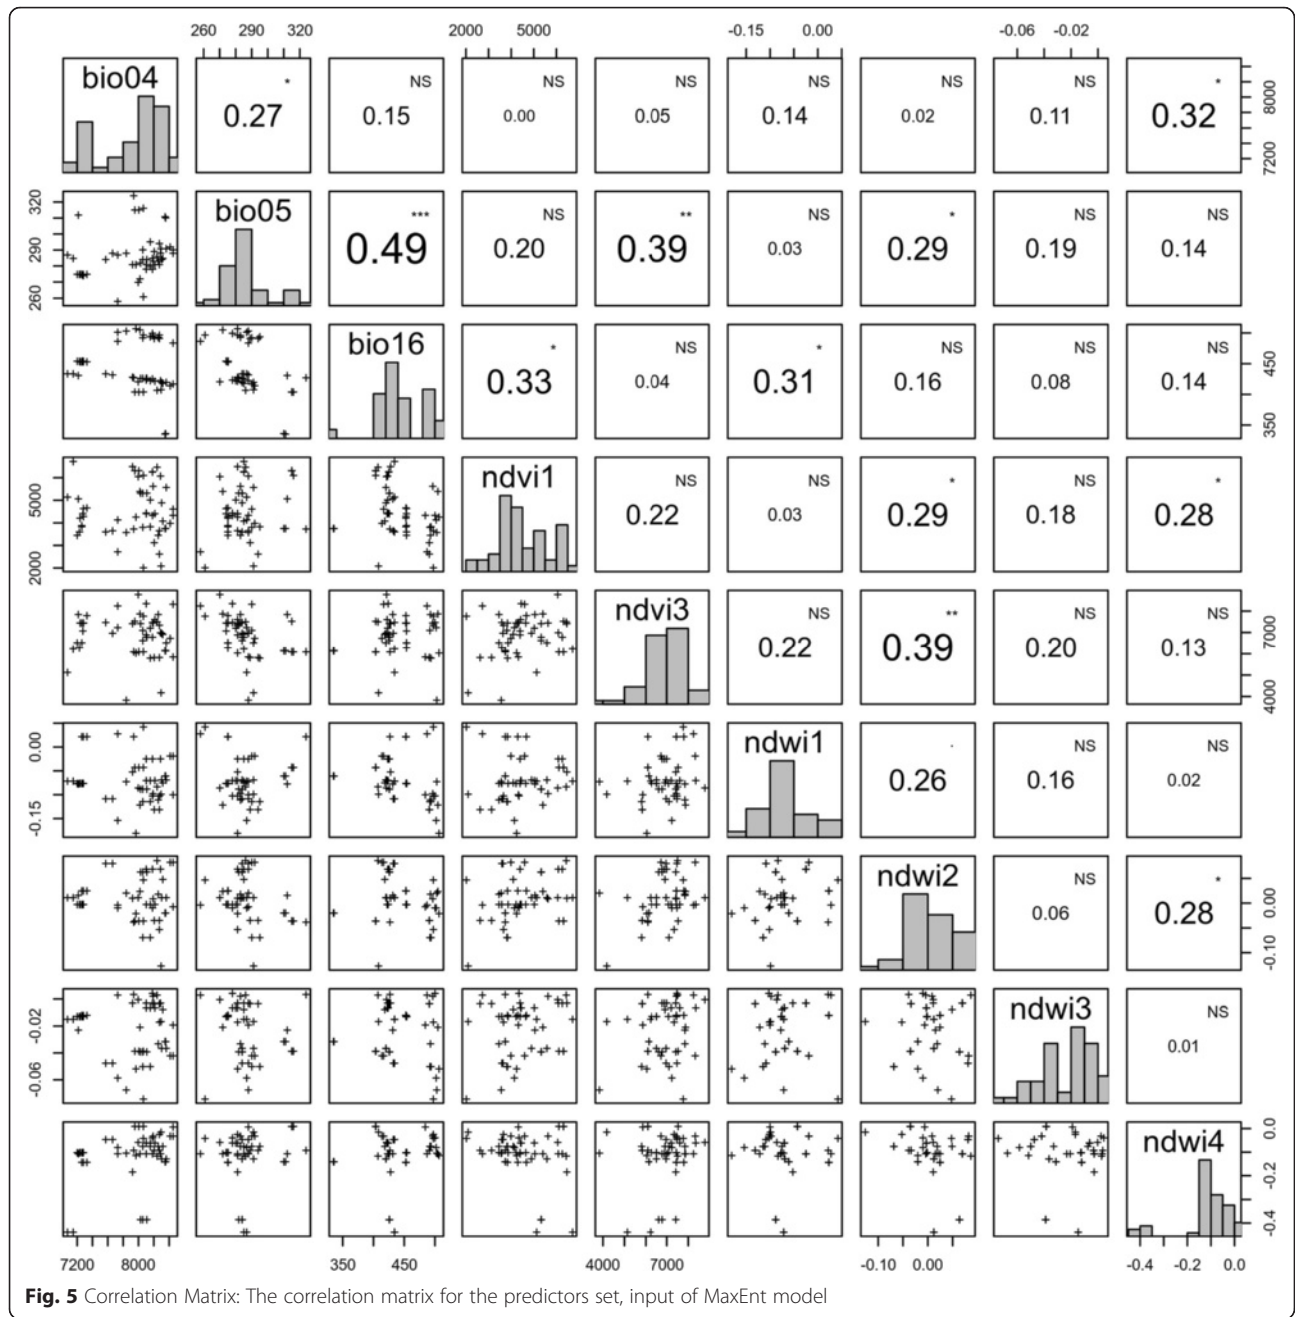 260 290 320 2000 5000 -0.15 0.00 -0.06 -0.02
bio04 * 0.27 NS 0.15 NS 0.00 NS 0.05 NS 0.14 NS 0.02 NS 0.11 * 0.32 7200 8000
260 290 320 bio05 *** 0.49 NS 0.20 ** 0.39 NS 0.03 * 0.29 NS 0.19 NS 0.14
bio16 * 0.33 NS 0.04 * 0.31 NS 0.16 NS 0.08 NS 0.14 350 450
2000 5000 ndvi1 NS 0.22 NS 0.03 * 0.29 NS 0.18 * 0.28
ndvi3 NS 0.22 ** 0.39 NS 0.20 NS 0.13 4000 7000
-0.15 0.00 ndwi1 . 0.26 NS 0.16 NS 0.02
ndwi2 NS 0.06 * 0.28 -0.10 0.00
-0.06 -0.02 ndwi3 NS 0.01
ndwi4 -0.4 -0.2 0.0
7200 8000 350 450 4000 7000 -0.10 0.00 -0.4 -0.2 0.0
Fig. 5 Correlation Matrix: The correlation matrix for the predictors set, input of MaxEnt model